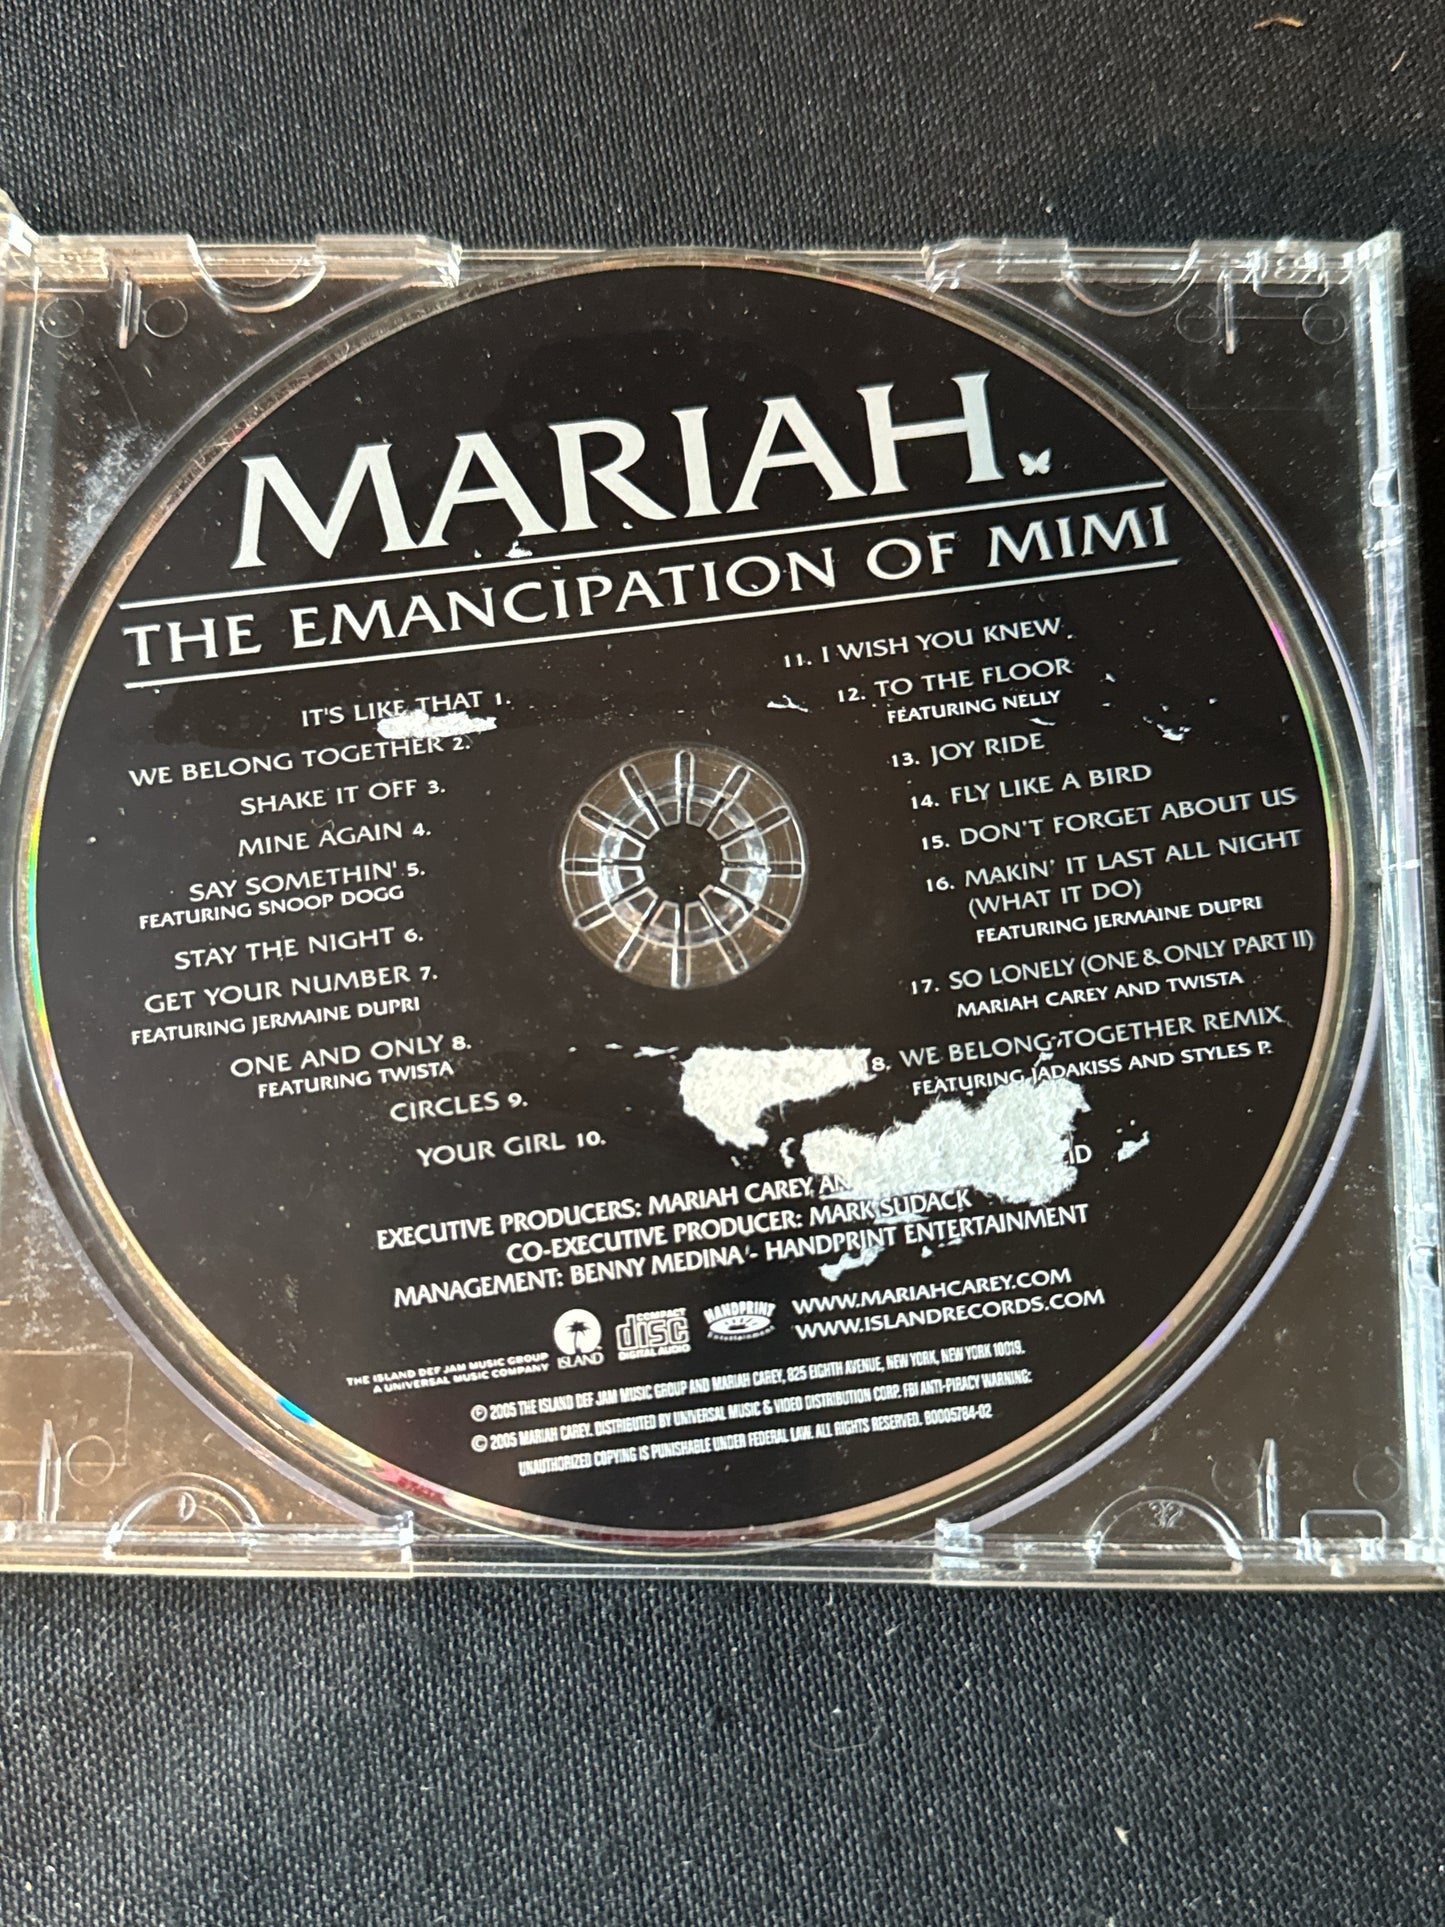 MARIAH.
THE EMANCIPATION OF MIMI
IT'S LIKE THAT 1.
WE BELONG TOGETHER 2.
SHAKE IT OFF 3.
MINE AGAIN 4.
SAY SOMETHIN' 5.
FEATURING SNOOP DOGG
STAY THE NIGHT 6.
GET YOUR NUMBER 7.
FEATURING JERMAINE DUPRI
ONE AND ONLY 8.
FEATURING TWISTA
CIRCLES 9.
YOUR GIRL 10.
11. I WISH YOU KNEW
12. TO THE FLOOR
FEATURING NELLY
13. JOY RIDE
14. FLY LIKE A BIRD
15. DON'T FORGET ABOUT US
16. MAKIN' IT LAST ALL NIGHT
(WHAT IT DO)
FEATURING JERMAINE DUPRI
17. SO LONELY (ONE & ONLY PART II)
MARIAH CAREY AND TWISTA
18. WE BELONG TOGETHER REMIX
FEATURING JADAKISS AND STYLES P.
EXECUTIVE PRODUCERS: MARIAH CAREY
CO-EXECUTIVE PRODUCER: MARK SUDACK
MANAGEMENT: BENNY MEDINA - HANDPRINT ENTERTAINMENT
THE ISLAND DEF JAM MUSIC GROUP
A UNIVERSAL MUSIC COMPANY
ISLAND
COMPACT
disc
DIGITAL AUDIO
HANDPRINT
Entertainment
WWW.MARIAHCAREY.COM
WWW.ISLANDRECORDS.COM
℗ 2005 THE ISLAND DEF JAM MUSIC GROUP AND MARIAH CAREY, 825 EIGHTH AVENUE, NEW YORK, NEW YORK 10019.
© 2005 MARIAH CAREY. DISTRIBUTED BY UNIVERSAL MUSIC & VIDEO DISTRIBUTION CORP. FBI ANTI-PIRACY WARNING:
UNAUTHORIZED COPYING IS PUNISHABLE UNDER FEDERAL LAW. ALL RIGHTS RESERVED. B0005784-02